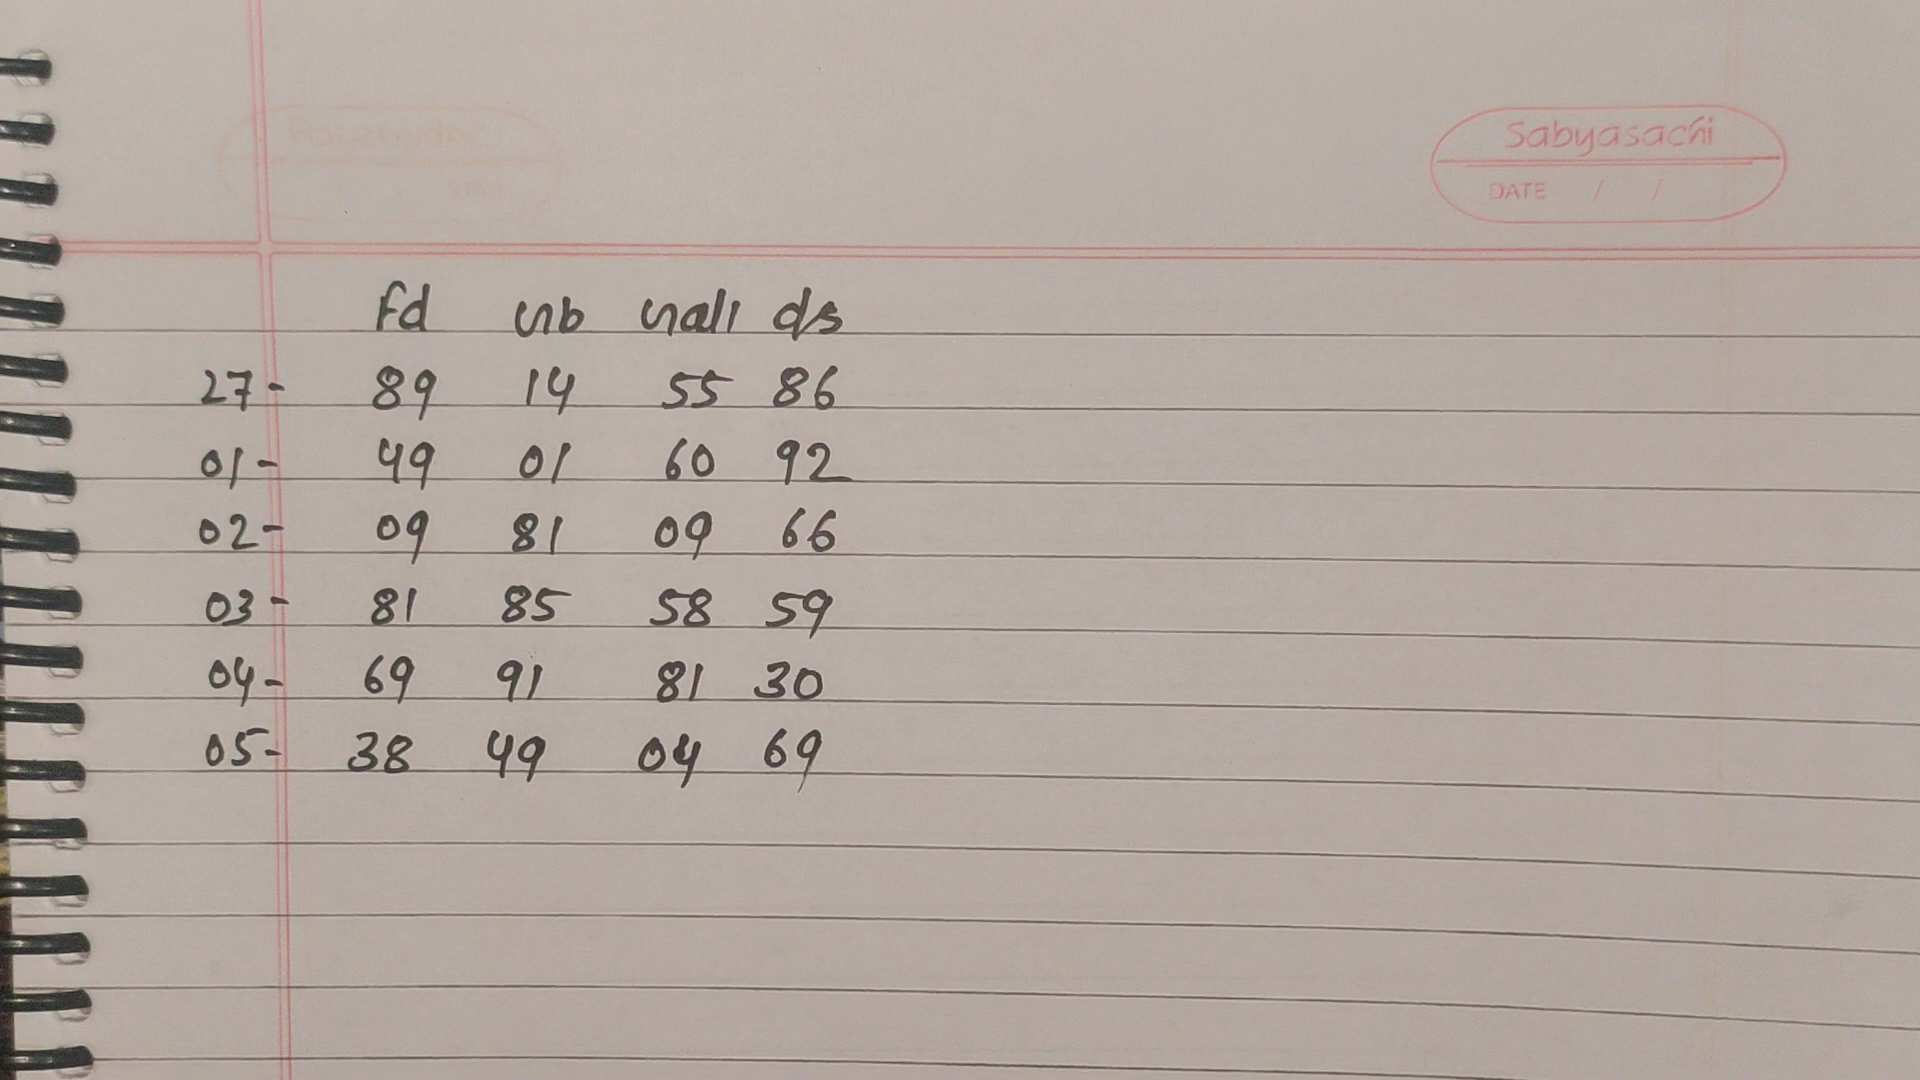 Sabyasachi
DATE / /
Fd gb gali ds
27- 89 14 55 86
01- 49 01 60 92
02- 09 81 09 66
03- 81 85 58 59
04- 69 91 81 30
05- 38 49 04 69